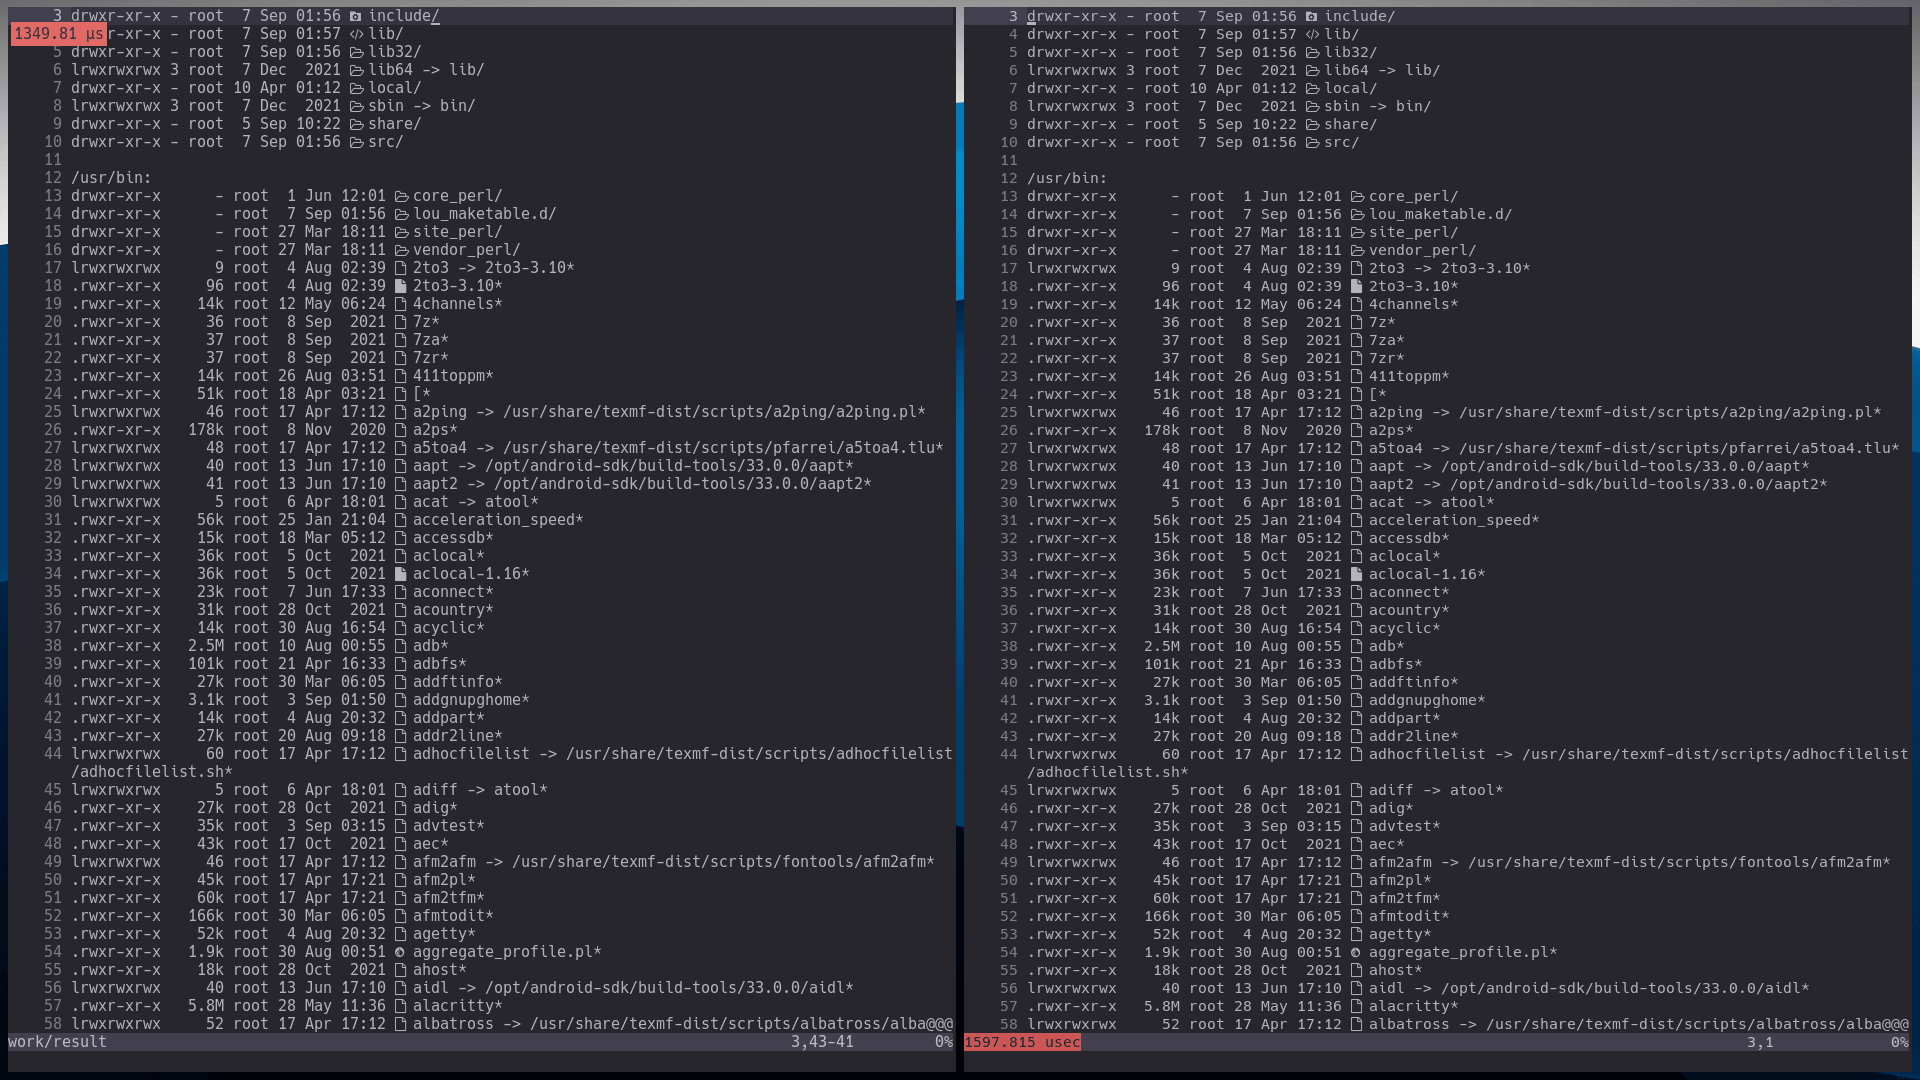 3 drwxr-xr-x - root  7 Sep 01:56 include/
1349.81 µs r-xr-x - root  7 Sep 01:57 </> lib/
5 drwxr-xr-x - root  7 Sep 01:56 lib32/
6 lrwxrwxrwx 3 root  7 Dec  2021 lib64 -> lib/
7 drwxr-xr-x - root 10 Apr 01:12 local/
8 lrwxrwxrwx 3 root  7 Dec  2021 sbin -> bin/
9 drwxr-xr-x - root  5 Sep 10:22 share/
10 drwxr-xr-x - root  7 Sep 01:56 src/
11
12 /usr/bin:
13 drwxr-xr-x      - root  1 Jun 12:01 core_perl/
14 drwxr-xr-x      - root  7 Sep 01:56 lou_maketable.d/
15 drwxr-xr-x      - root 27 Mar 18:11 site_perl/
16 drwxr-xr-x      - root 27 Mar 18:11 vendor_perl/
17 lrwxrwxrwx      9 root  4 Aug 02:39 2to3 -> 2to3-3.10*
18 .rwxr-xr-x     96 root  4 Aug 02:39 2to3-3.10*
19 .rwxr-xr-x    14k root 12 May 06:24 4channels*
20 .rwxr-xr-x     36 root  8 Sep  2021 7z*
21 .rwxr-xr-x     37 root  8 Sep  2021 7za*
22 .rwxr-xr-x     37 root  8 Sep  2021 7zr*
23 .rwxr-xr-x    14k root 26 Aug 03:51 411toppm*
24 .rwxr-xr-x    51k root 18 Apr 03:21 [*
25 lrwxrwxrwx     46 root 17 Apr 17:12 a2ping -> /usr/share/texmf-dist/scripts/a2ping/a2ping.pl*
26 .rwxr-xr-x   178k root  8 Nov  2020 a2ps*
27 lrwxrwxrwx     48 root 17 Apr 17:12 a5toa4 -> /usr/share/texmf-dist/scripts/pfarrei/a5toa4.tlu*
28 lrwxrwxrwx     40 root 13 Jun 17:10 aapt -> /opt/android-sdk/build-tools/33.0.0/aapt*
29 lrwxrwxrwx     41 root 13 Jun 17:10 aapt2 -> /opt/android-sdk/build-tools/33.0.0/aapt2*
30 lrwxrwxrwx      5 root  6 Apr 18:01 acat -> atool*
31 .rwxr-xr-x    56k root 25 Jan 21:04 acceleration_speed*
32 .rwxr-xr-x    15k root 18 Mar 05:12 accessdb*
33 .rwxr-xr-x    36k root  5 Oct  2021 aclocal*
34 .rwxr-xr-x    36k root  5 Oct  2021 aclocal-1.16*
35 .rwxr-xr-x    23k root  7 Jun 17:33 aconnect*
36 .rwxr-xr-x    31k root 28 Oct  2021 acountry*
37 .rwxr-xr-x    14k root 30 Aug 16:54 acyclic*
38 .rwxr-xr-x   2.5M root 10 Aug 00:55 adb*
39 .rwxr-xr-x   101k root 21 Apr 16:33 adbfs*
40 .rwxr-xr-x    27k root 30 Mar 06:05 addftinfo*
41 .rwxr-xr-x   3.1k root  3 Sep 01:50 addgnupghome*
42 .rwxr-xr-x    14k root  4 Aug 20:32 addpart*
43 .rwxr-xr-x    27k root 20 Aug 09:18 addr2line*
44 lrwxrwxrwx     60 root 17 Apr 17:12 adhocfilelist -> /usr/share/texmf-dist/scripts/adhocfilelist
/adhocfilelist.sh*
45 lrwxrwxrwx      5 root  6 Apr 18:01 adiff -> atool*
46 .rwxr-xr-x    27k root 28 Oct  2021 adig*
47 .rwxr-xr-x    35k root  3 Sep 03:15 advtest*
48 .rwxr-xr-x    43k root 17 Oct  2021 aec*
49 lrwxrwxrwx     46 root 17 Apr 17:12 afm2afm -> /usr/share/texmf-dist/scripts/fontools/afm2afm*
50 .rwxr-xr-x    45k root 17 Apr 17:21 afm2pl*
51 .rwxr-xr-x    60k root 17 Apr 17:21 afm2tfm*
52 .rwxr-xr-x   166k root 30 Mar 06:05 afmtodit*
53 .rwxr-xr-x    52k root  4 Aug 20:32 agetty*
54 .rwxr-xr-x   1.9k root 30 Aug 00:51 aggregate_profile.pl*
55 .rwxr-xr-x    18k root 28 Oct  2021 ahost*
56 lrwxrwxrwx     40 root 13 Jun 17:10 aidl -> /opt/android-sdk/build-tools/33.0.0/aidl*
57 .rwxr-xr-x   5.8M root 28 May 11:36 alacritty*
58 lrwxrwxrwx     52 root 17 Apr 17:12 albatross -> /usr/share/texmf-dist/scripts/albatross/alba@@@
work/result 3,43-41 0%
3 drwxr-xr-x - root  7 Sep 01:56 include/
4 drwxr-xr-x - root  7 Sep 01:57 </> lib/
5 drwxr-xr-x - root  7 Sep 01:56 lib32/
6 lrwxrwxrwx 3 root  7 Dec  2021 lib64 -> lib/
7 drwxr-xr-x - root 10 Apr 01:12 local/
8 lrwxrwxrwx 3 root  7 Dec  2021 sbin -> bin/
9 drwxr-xr-x - root  5 Sep 10:22 share/
10 drwxr-xr-x - root  7 Sep 01:56 src/
11
12 /usr/bin:
13 drwxr-xr-x      - root  1 Jun 12:01 core_perl/
14 drwxr-xr-x      - root  7 Sep 01:56 lou_maketable.d/
15 drwxr-xr-x      - root 27 Mar 18:11 site_perl/
16 drwxr-xr-x      - root 27 Mar 18:11 vendor_perl/
17 lrwxrwxrwx      9 root  4 Aug 02:39 2to3 -> 2to3-3.10*
18 .rwxr-xr-x     96 root  4 Aug 02:39 2to3-3.10*
19 .rwxr-xr-x    14k root 12 May 06:24 4channels*
20 .rwxr-xr-x     36 root  8 Sep  2021 7z*
21 .rwxr-xr-x     37 root  8 Sep  2021 7za*
22 .rwxr-xr-x     37 root  8 Sep  2021 7zr*
23 .rwxr-xr-x    14k root 26 Aug 03:51 411toppm*
24 .rwxr-xr-x    51k root 18 Apr 03:21 [*
25 lrwxrwxrwx     46 root 17 Apr 17:12 a2ping -> /usr/share/texmf-dist/scripts/a2ping/a2ping.pl*
26 .rwxr-xr-x   178k root  8 Nov  2020 a2ps*
27 lrwxrwxrwx     48 root 17 Apr 17:12 a5toa4 -> /usr/share/texmf-dist/scripts/pfarrei/a5toa4.tlu*
28 lrwxrwxrwx     40 root 13 Jun 17:10 aapt -> /opt/android-sdk/build-tools/33.0.0/aapt*
29 lrwxrwxrwx     41 root 13 Jun 17:10 aapt2 -> /opt/android-sdk/build-tools/33.0.0/aapt2*
30 lrwxrwxrwx      5 root  6 Apr 18:01 acat -> atool*
31 .rwxr-xr-x    56k root 25 Jan 21:04 acceleration_speed*
32 .rwxr-xr-x    15k root 18 Mar 05:12 accessdb*
33 .rwxr-xr-x    36k root  5 Oct  2021 aclocal*
34 .rwxr-xr-x    36k root  5 Oct  2021 aclocal-1.16*
35 .rwxr-xr-x    23k root  7 Jun 17:33 aconnect*
36 .rwxr-xr-x    31k root 28 Oct  2021 acountry*
37 .rwxr-xr-x    14k root 30 Aug 16:54 acyclic*
38 .rwxr-xr-x   2.5M root 10 Aug 00:55 adb*
39 .rwxr-xr-x   101k root 21 Apr 16:33 adbfs*
40 .rwxr-xr-x    27k root 30 Mar 06:05 addftinfo*
41 .rwxr-xr-x   3.1k root  3 Sep 01:50 addgnupghome*
42 .rwxr-xr-x    14k root  4 Aug 20:32 addpart*
43 .rwxr-xr-x    27k root 20 Aug 09:18 addr2line*
44 lrwxrwxrwx     60 root 17 Apr 17:12 adhocfilelist -> /usr/share/texmf-dist/scripts/adhocfilelist
/adhocfilelist.sh*
45 lrwxrwxrwx      5 root  6 Apr 18:01 adiff -> atool*
46 .rwxr-xr-x    27k root 28 Oct  2021 adig*
47 .rwxr-xr-x    35k root  3 Sep 03:15 advtest*
48 .rwxr-xr-x    43k root 17 Oct  2021 aec*
49 lrwxrwxrwx     46 root 17 Apr 17:12 afm2afm -> /usr/share/texmf-dist/scripts/fontools/afm2afm*
50 .rwxr-xr-x    45k root 17 Apr 17:21 afm2pl*
51 .rwxr-xr-x    60k root 17 Apr 17:21 afm2tfm*
52 .rwxr-xr-x   166k root 30 Mar 06:05 afmtodit*
53 .rwxr-xr-x    52k root  4 Aug 20:32 agetty*
54 .rwxr-xr-x   1.9k root 30 Aug 00:51 aggregate_profile.pl*
55 .rwxr-xr-x    18k root 28 Oct  2021 ahost*
56 lrwxrwxrwx     40 root 13 Jun 17:10 aidl -> /opt/android-sdk/build-tools/33.0.0/aidl*
57 .rwxr-xr-x   5.8M root 28 May 11:36 alacritty*
58 lrwxrwxrwx     52 root 17 Apr 17:12 albatross -> /usr/share/texmf-dist/scripts/albatross/alba@@@
1597.815 usec 3,1 0%